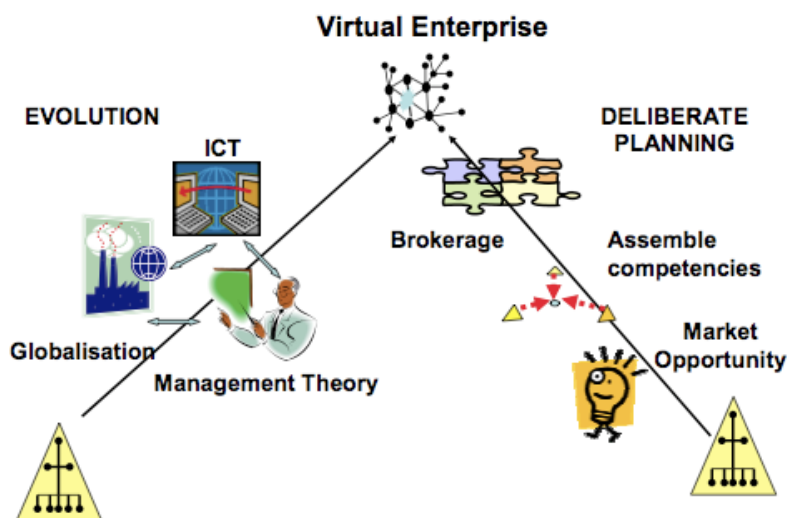 Virtual Enterprise
EVOLUTION
DELIBERATE
PLANNING
ICT
Brokerage
Assemble
competencies
Globalisation
Market
Opportunity
Management Theory